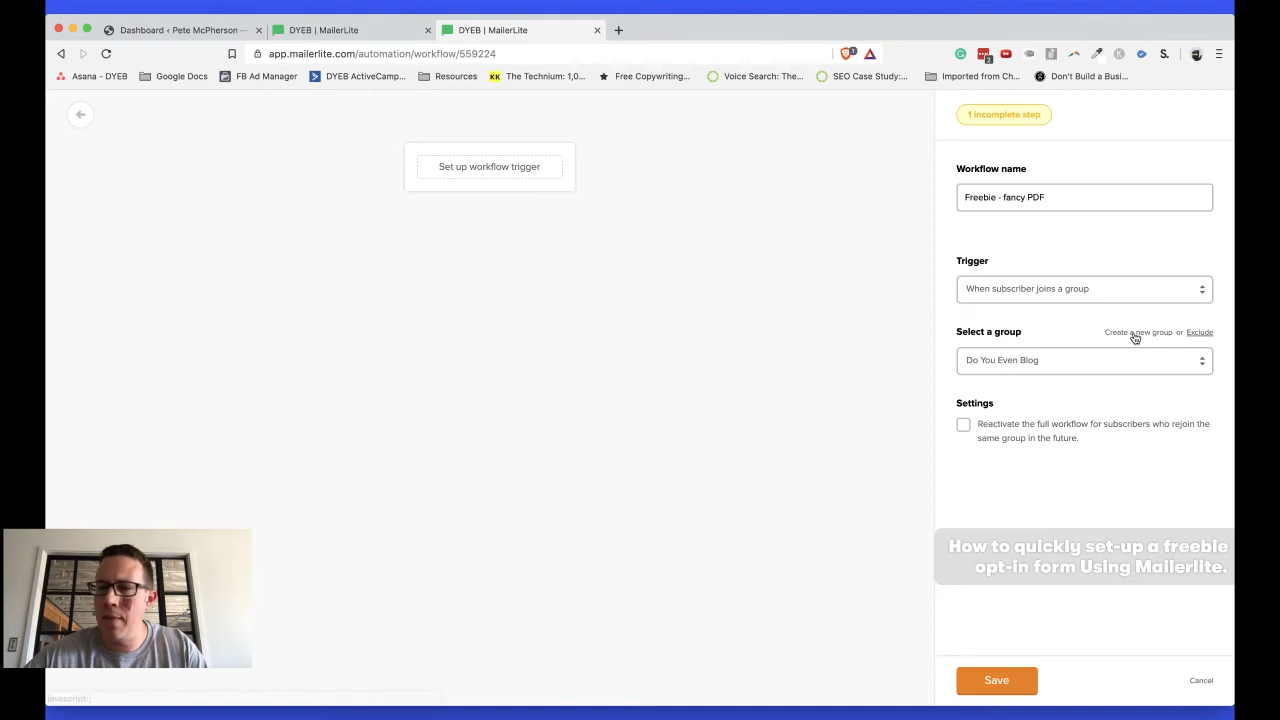 Dashboard ‹ Pete McPherson —
DYEB | MailerLite
DYEB | MailerLite
app.mailerlite.com/automation/workflow/559224
Asana - DYEB
Google Docs
FB Ad Manager
DYEB ActiveCamp...
Resources
KK The Technium: 1,0...
Free Copywriting...
Voice Search: The...
SEO Case Study:...
Imported from Ch...
Don't Build a Busi...
1 incomplete step
Set up workflow trigger
Workflow name
Freebie - fancy PDF
Trigger
When subscriber joins a group
Select a group Create a new group or Exclude
Do You Even Blog
Settings
Reactivate the full workflow for subscribers who rejoin the
same group in the future.
How to quickly set-up a freebie
opt-in form Using Mailerlite.
Save
Cancel
javascript:;